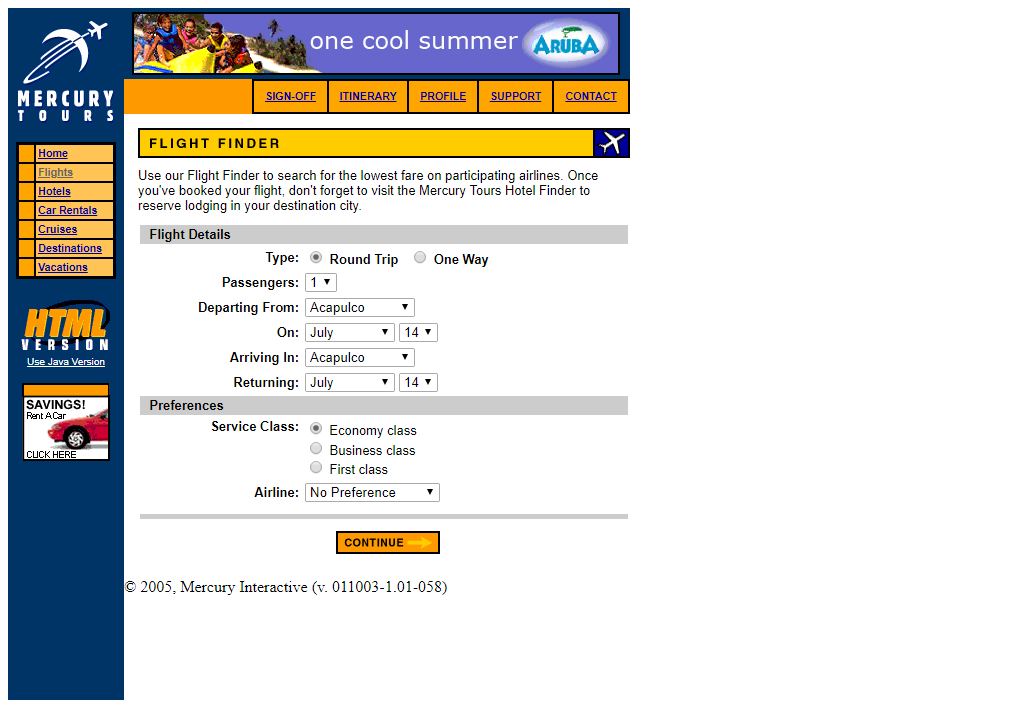 one cool summer ARUBA
MERCURY
TOURS
SIGN-OFF ITINERARY PROFILE SUPPORT CONTACT
Home
Flights
Hotels
Car Rentals
Cruises
Destinations
Vacations
HTML
VERSION
Use Java Version
SAVINGS!
Rent A Car
CLICK HERE
FLIGHT FINDER
Use our Flight Finder to search for the lowest fare on participating airlines. Once
you've booked your flight, don't forget to visit the Mercury Tours Hotel Finder to
reserve lodging in your destination city.
Flight Details
Type: Round Trip One Way
Passengers: 1
Departing From: Acapulco
On: July 14
Arriving In: Acapulco
Returning: July 14
Preferences
Service Class: Economy class
Business class
First class
Airline: No Preference
CONTINUE
© 2005, Mercury Interactive (v. 011003-1.01-058)